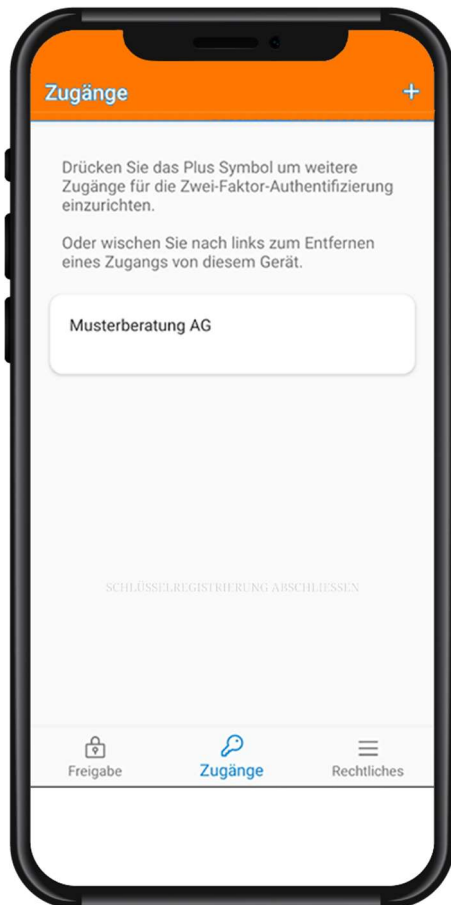 Zugänge +
Drücken Sie das Plus Symbol um weitere
Zugänge für die Zwei-Faktor-Authentifizierung
einzurichten.
Oder wischen Sie nach links zum Entfernen
eines Zugangs von diesem Gerät.
Musterberatung AG
SCHLÜSSELREGISTRIERUNG ABSCHLIESSEN
Freigabe Zugänge Rechtliches